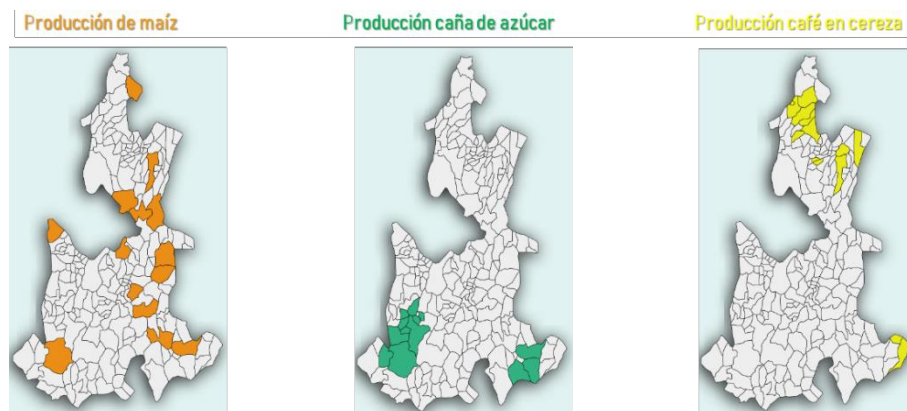 Producción de maíz
Producción caña de azúcar
Producción café en cereza